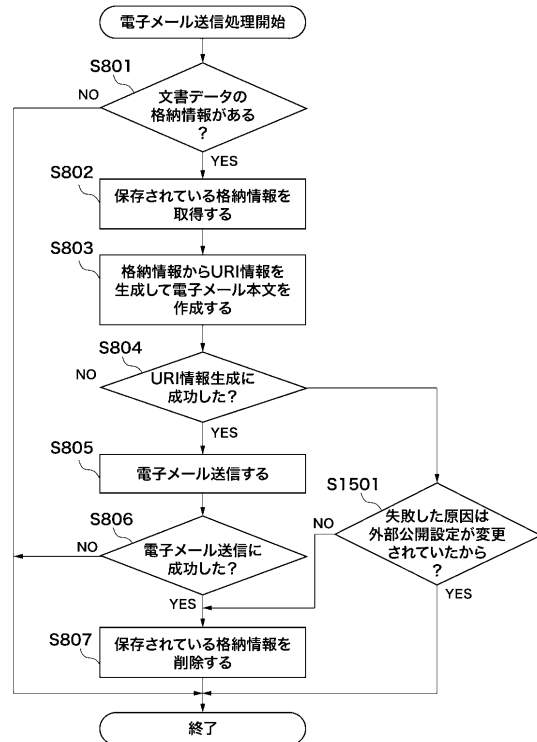 電子メール送信処理開始
S801
NO
文書データの
格納情報がある
?
YES
S802
保存されている格納情報を
取得する
S803
格納情報からURI情報を
生成して電子メール本文を
作成する
S804
NO
URI情報生成に
成功した?
YES
S805
電子メール送信する
S1501
失敗した原因は
外部公開設定が変更
されていたから
?
NO
YES
S806
NO
電子メール送信に
成功した?
YES
S807
保存されている格納情報を
削除する
終了